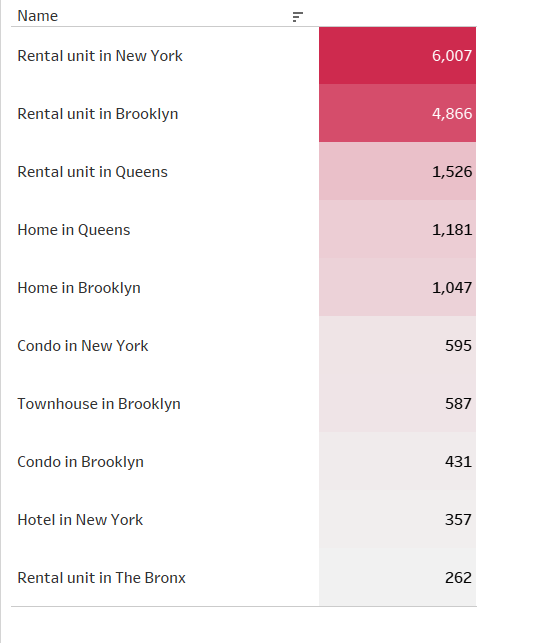 Name
Rental unit in New York 6,007
Rental unit in Brooklyn 4,866
Rental unit in Queens 1,526
Home in Queens 1,181
Home in Brooklyn 1,047
Condo in New York 595
Townhouse in Brooklyn 587
Condo in Brooklyn 431
Hotel in New York 357
Rental unit in The Bronx 262